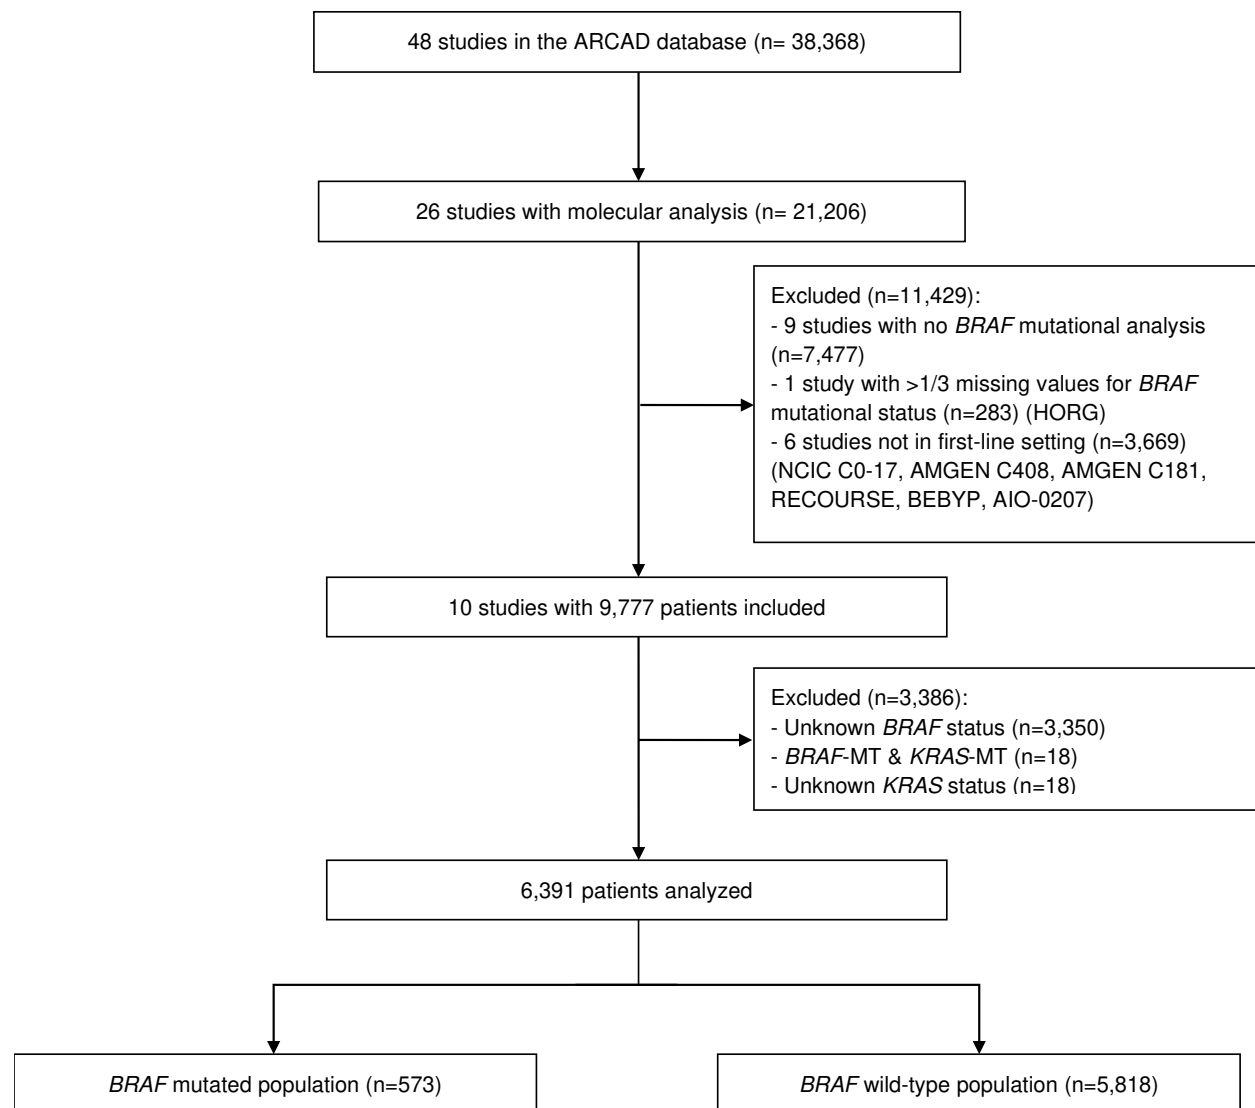 48 studies in the ARCAD database (n= 38,368)
26 studies with molecular analysis (n= 21,206)
Excluded (n=11,429):
- 9 studies with no BRAF mutational analysis
(n=7,477)
- 1 study with >1/3 missing values for BRAF
mutational status (n=283) (HORG)
- 6 studies not in first-line setting (n=3,669)
(NCIC C0-17, AMGEN C408, AMGEN C181,
RECOURSE, BEBYP, AIO-0207)
10 studies with 9,777 patients included
Excluded (n=3,386):
- Unknown BRAF status (n=3,350)
- BRAF-MT & KRAS-MT (n=18)
- Unknown KRAS status (n=18)
6,391 patients analyzed
BRAF mutated population (n=573)
BRAF wild-type population (n=5,818)